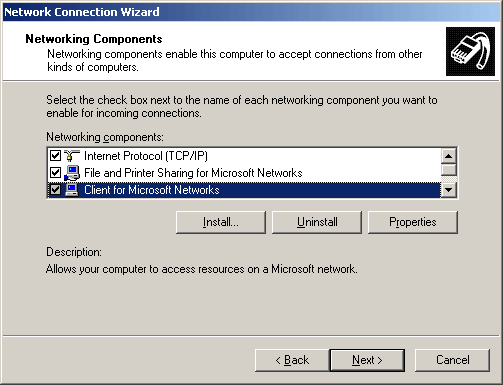 Network Connection Wizard
Networking Components
Networking components enable this computer to accept connections from other
kinds of computers.
Select the check box next to the name of each networking component you want to
enable for incoming connections.
Networking components:
Internet Protocol (TCP/IP)
File and Printer Sharing for Microsoft Networks
Client for Microsoft Networks
Install...
Uninstall
Properties
Description:
Allows your computer to access resources on a Microsoft network.
< Back
Next >
Cancel